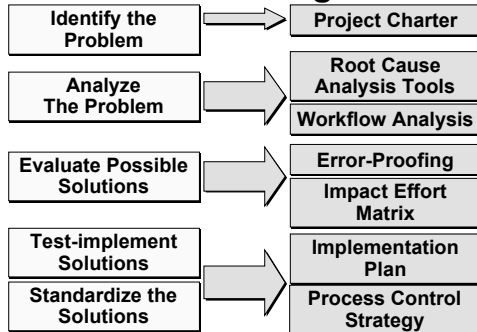 Identify the
Problem
Project Charter
Analyze
The Problem
Root Cause
Analysis Tools
Workflow Analysis
Evaluate Possible
Solutions
Error-Proofing
Impact Effort
Matrix
Test-implement
Solutions
Implementation
Plan
Standardize the
Solutions
Process Control
Strategy